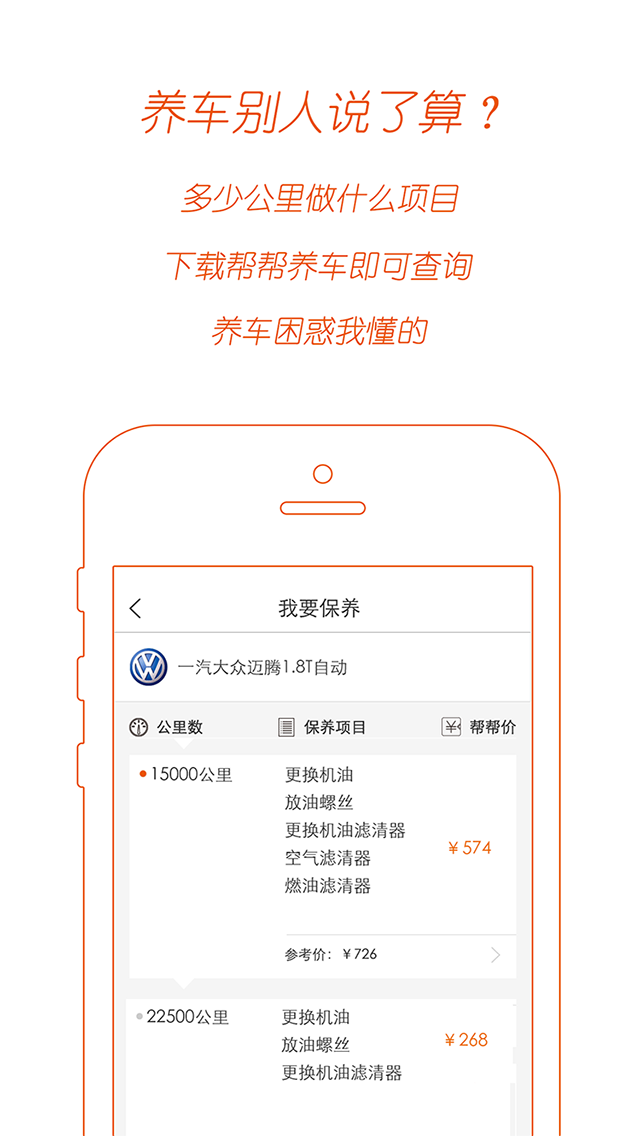 养车别人说了算？
多少公里做什么项目
下载帮帮养车即可查询
养车困惑我懂的
我要保养
一汽大众迈腾1.8T自动
公里数 保养项目 帮帮价
15000公里 更换机油
放油螺丝
更换机油滤清器
¥574
空气滤清器
燃油滤清器
参考价：¥726
22500公里 更换机油
放油螺丝 ¥268
更换机油滤清器